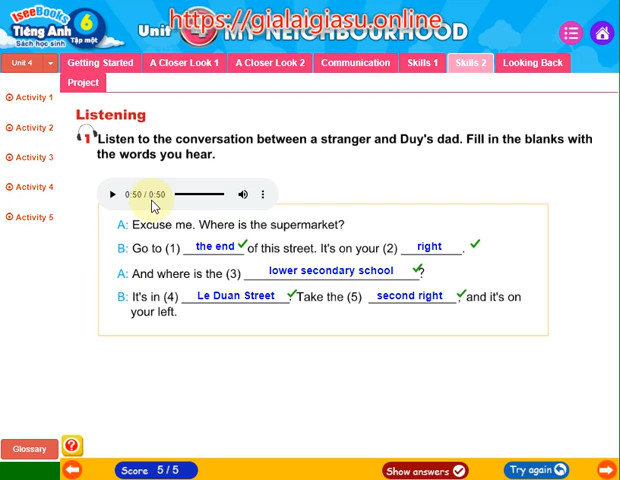 IseeBooks
Tiếng Anh 6
Tập một
Sách học sinh
Unit 4 MY NEIGHBOURHOOD
https://gialaigiasu.online
Unit 4
Getting Started
A Closer Look 1
A Closer Look 2
Communication
Skills 1
Skills 2
Looking Back
Project
Activity 1
Activity 2
Activity 3
Activity 4
Activity 5
Listening
1 Listen to the conversation between a stranger and Duy's dad. Fill in the blanks with
the words you hear.
0:50 / 0:50
A: Excuse me. Where is the supermarket?
B: Go to (1) the end of this street. It's on your (2) right.
A: And where is the (3) lower secondary school?
B: It's in (4) Le Duan Street. Take the (5) second right, and it's on
your left.
Glossary
?
Score 5 / 5
Show answers
Try again